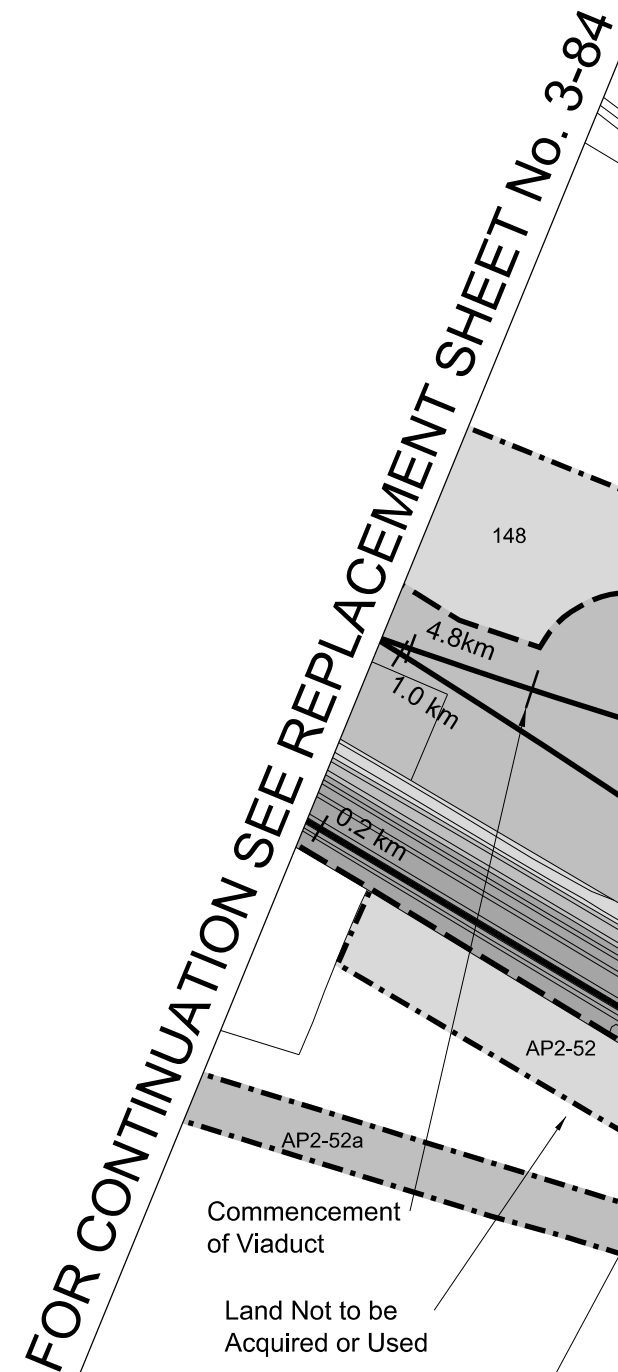 FOR CONTINUATION SEE REPLACEMENT SHEET No. 3-84
148
4.8km
1.0 km
0.2 km
AP2-52
AP2-52a
Commencement
of Viaduct
Land Not to be
Acquired or Used